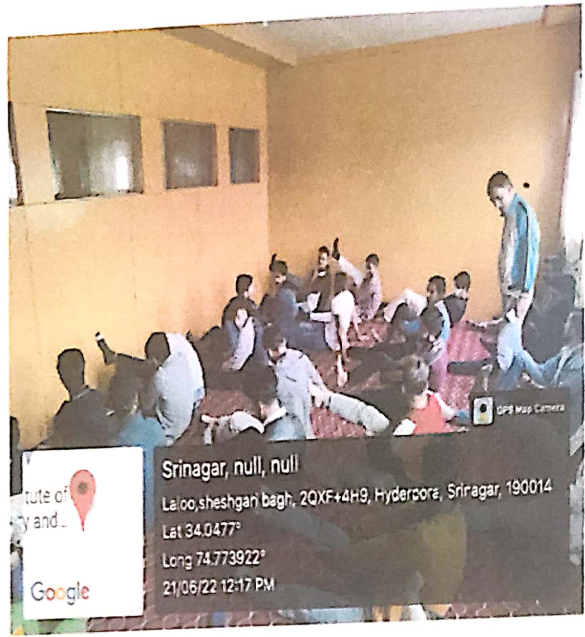 GPS Map Camera
Srinagar, null, null
Laloo,sheshgari bagh, 2QXF+4H9, Hyderpora, Srinagar, 190014
Lat 34.0477°
Long 74.773922°
21/06/22 12:17 PM
tute of
y and...
Google